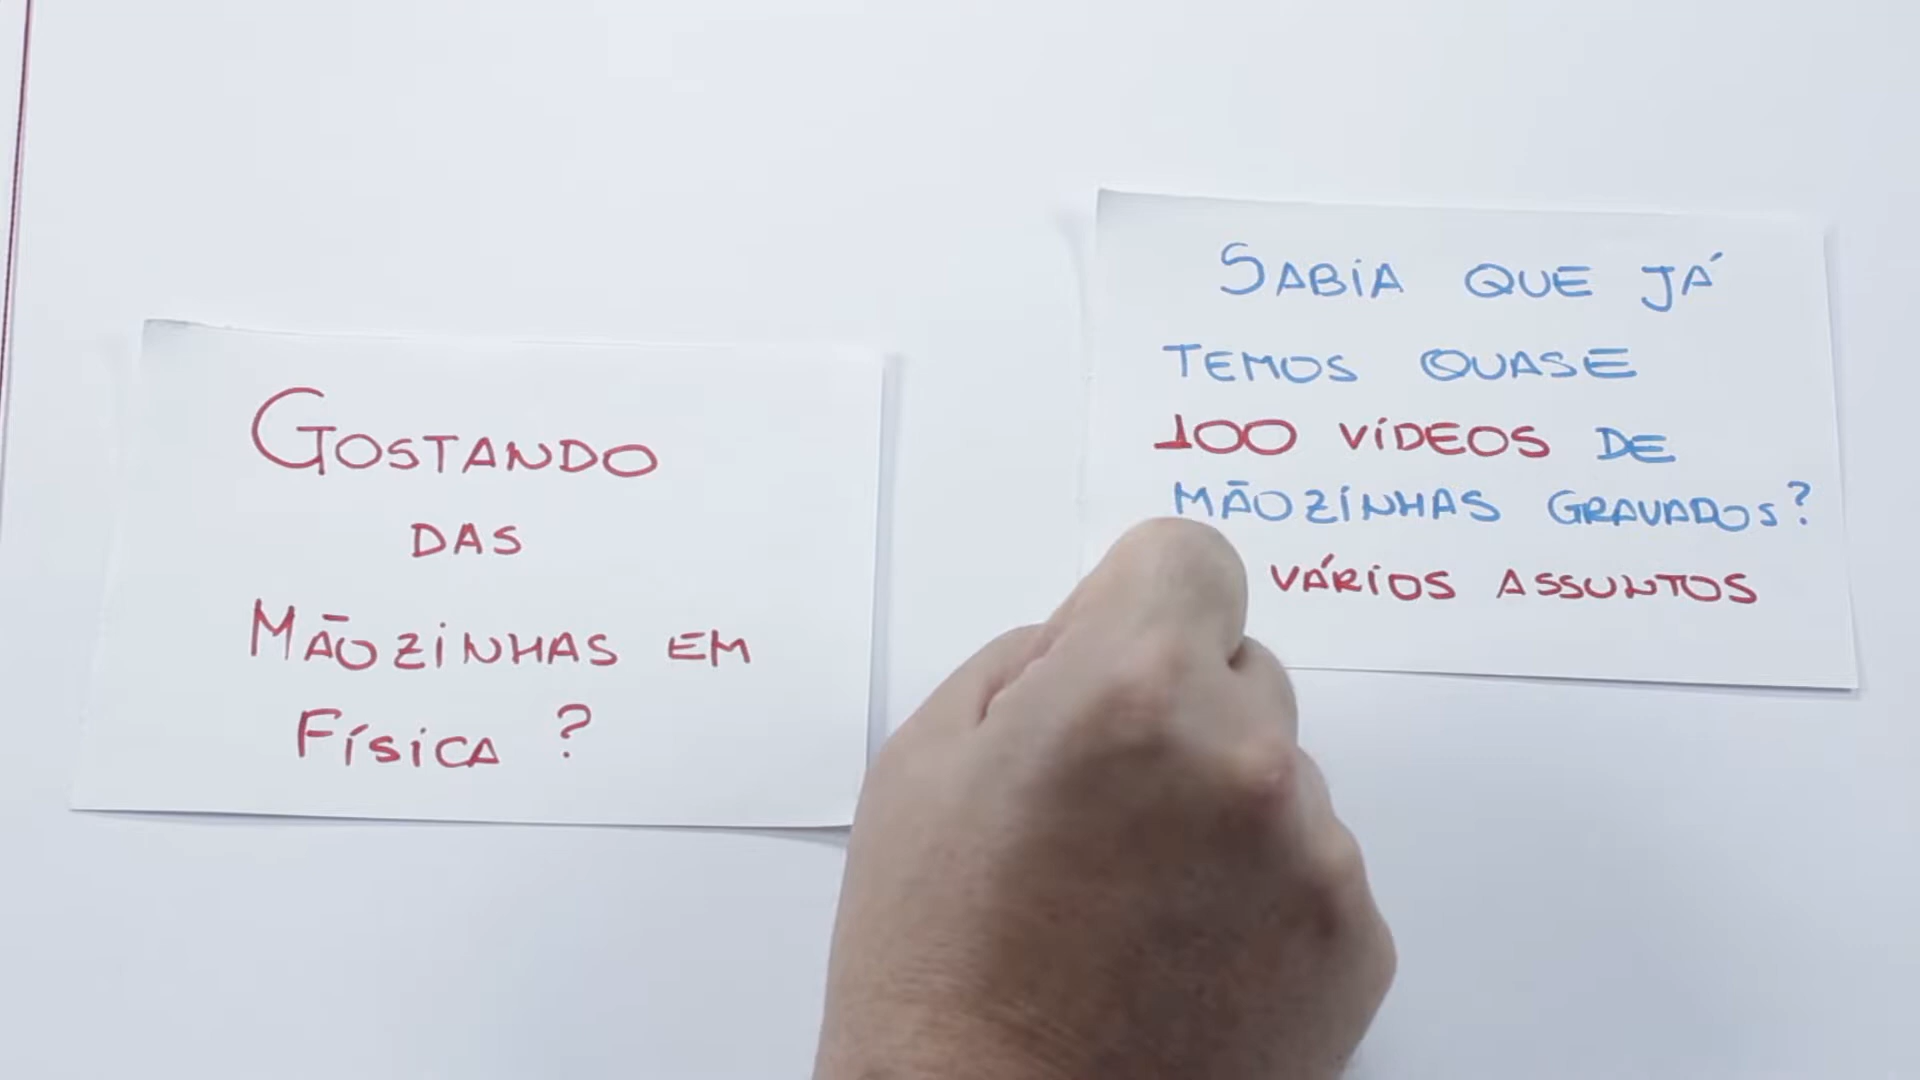 GOSTANDO
DAS
MÃOZINHAS EM
FÍSICA ?
SABIA QUE JÁ
TEMOS QUASE
100 VÍDEOS DE
MÃOZINHAS GRAVADOS?
VÁRIOS ASSUNTOS